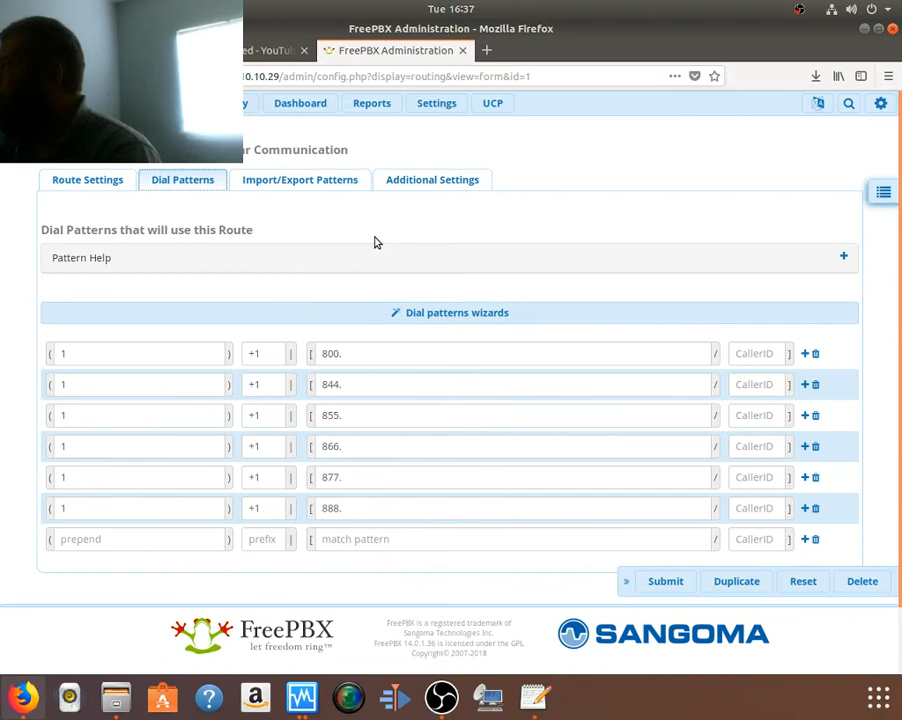 Tue 16:37
FreePBX Administration - Mozilla Firefox
ed - YouTub
FreePBX Administration
10.10.29/admin/config.php?display=routing&view=form&id=1
y Dashboard Reports Settings UCP
r Communication
Route Settings Dial Patterns Import/Export Patterns Additional Settings
Dial Patterns that will use this Route
Pattern Help
Dial patterns wizards
( 1 ) +1 | [ 800. / CallerID ]
( 1 ) +1 | [ 844. / CallerID ]
( 1 ) +1 | [ 855. / CallerID ]
( 1 ) +1 | [ 866. / CallerID ]
( 1 ) +1 | [ 877. / CallerID ]
( 1 ) +1 | [ 888. / CallerID ]
( prepend ) prefix | [ match pattern / CallerID ]
» Submit Duplicate Reset Delete
FreePBX
let freedom ring™
FreePBX is a registered trademark of
Sangoma Technologies Inc.
FreePBX 14.0.1.36 is licensed under the GPL
Copyright© 2007-2018
SANGOMA